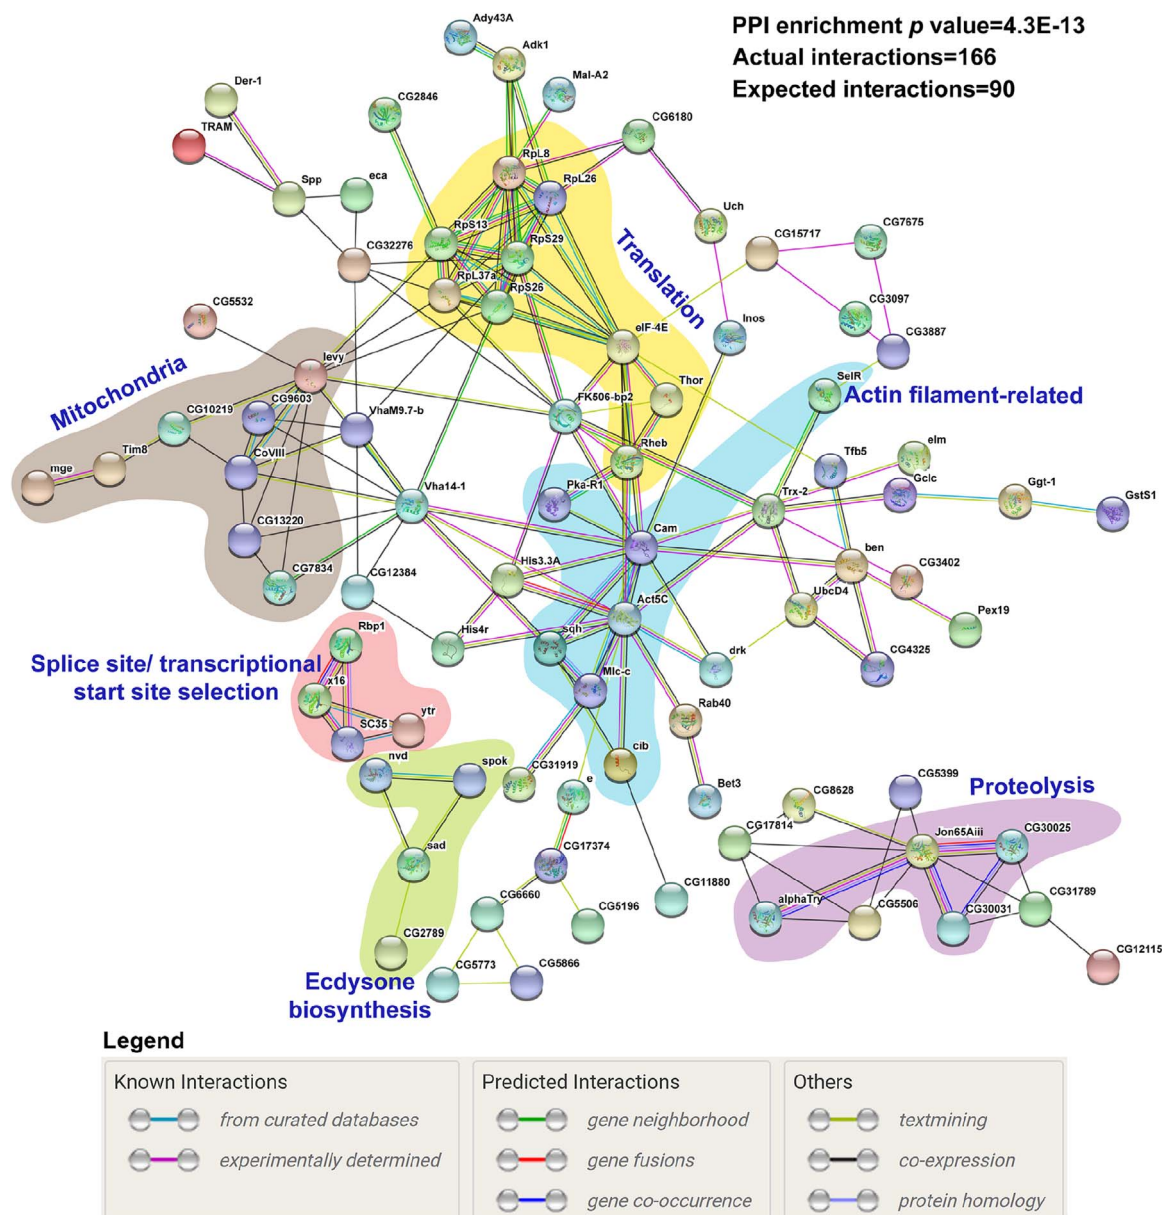 PPI enrichment p value=4.3E-13
Actual interactions=166
Expected interactions=90
Ady43A
Adk1
Der-1
Mal-A2
CG2846
TRAM
CG6180
RpL8
Spp
eca
RpL26
Uch
CG7675
RpS13
RpS29
CG15717
CG32276
Translation
RpL37a
RpS26
CG5532
CG3097
eIF-4E
Inos
CG3887
levy
Mitochondria
SelR
Thor
Actin filament-related
CG9603
VhaM9.7-b
FK506-bp2
CG10219
Tim8
Rheb
Tfb5
elm
mge
CoVIII
Pka-R1
Gclc
Vha14-1
Trx-2
Ggt-1
GstS1
CG13220
Cam
ben
CG7834
CG12384
His3.3A
CG3402
UbcD4
Act5C
Pex19
Rbp1
His4r
sqh
drk
CG4325
Splice site/ transcriptional
start site selection
x16
Mlc-c
SC35
ytr
Rab40
nvd
spok
CG31919
cib
e
Bet3
CG5399
Proteolysis
CG8628
CG17814
Jon65Aiii
CG30025
sad
CG17374
CG11880
CG31789
CG6660
alphaTry
CG5506
CG30031
CG5196
CG2789
CG12115
CG5773
CG5866
Ecdysone
biosynthesis
Legend
Known Interactions
from curated databases
experimentally determined
Predicted Interactions
gene neighborhood
gene fusions
gene co-occurrence
Others
textmining
co-expression
protein homology